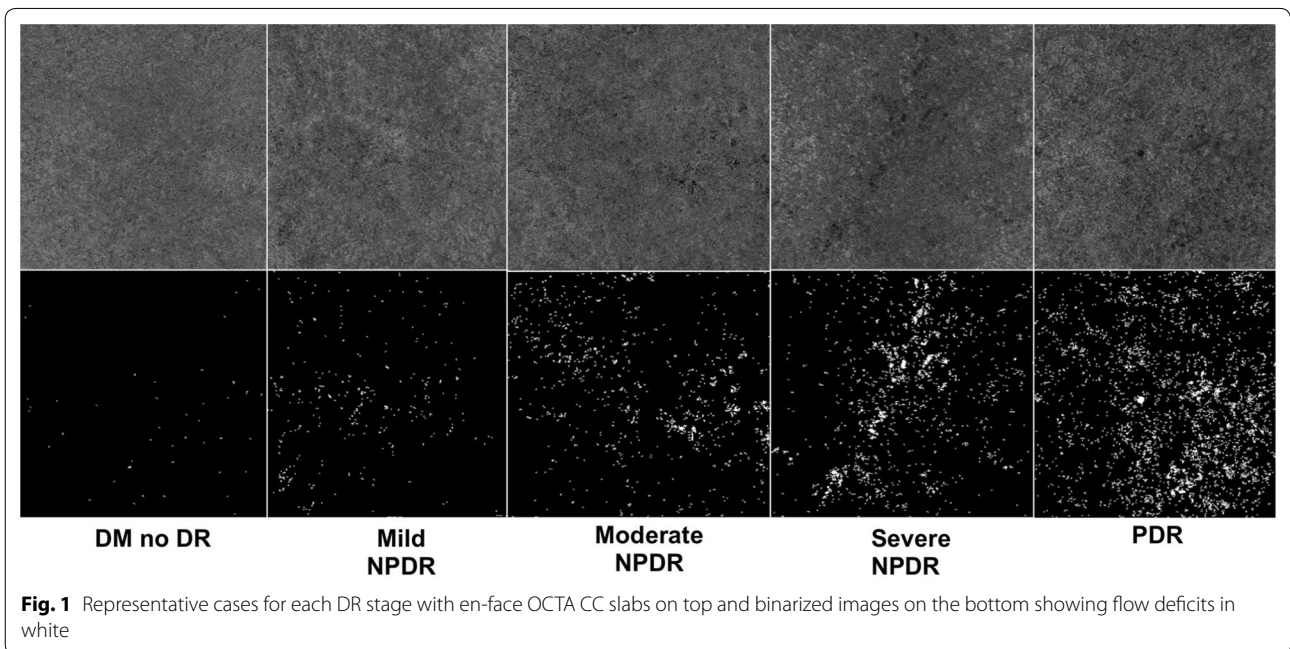 DM no DR
Mild
NPDR
Moderate
NPDR
Severe
NPDR
PDR
Fig. 1 Representative cases for each DR stage with en-face OCTA CC slabs on top and binarized images on the bottom showing flow deficits in
white